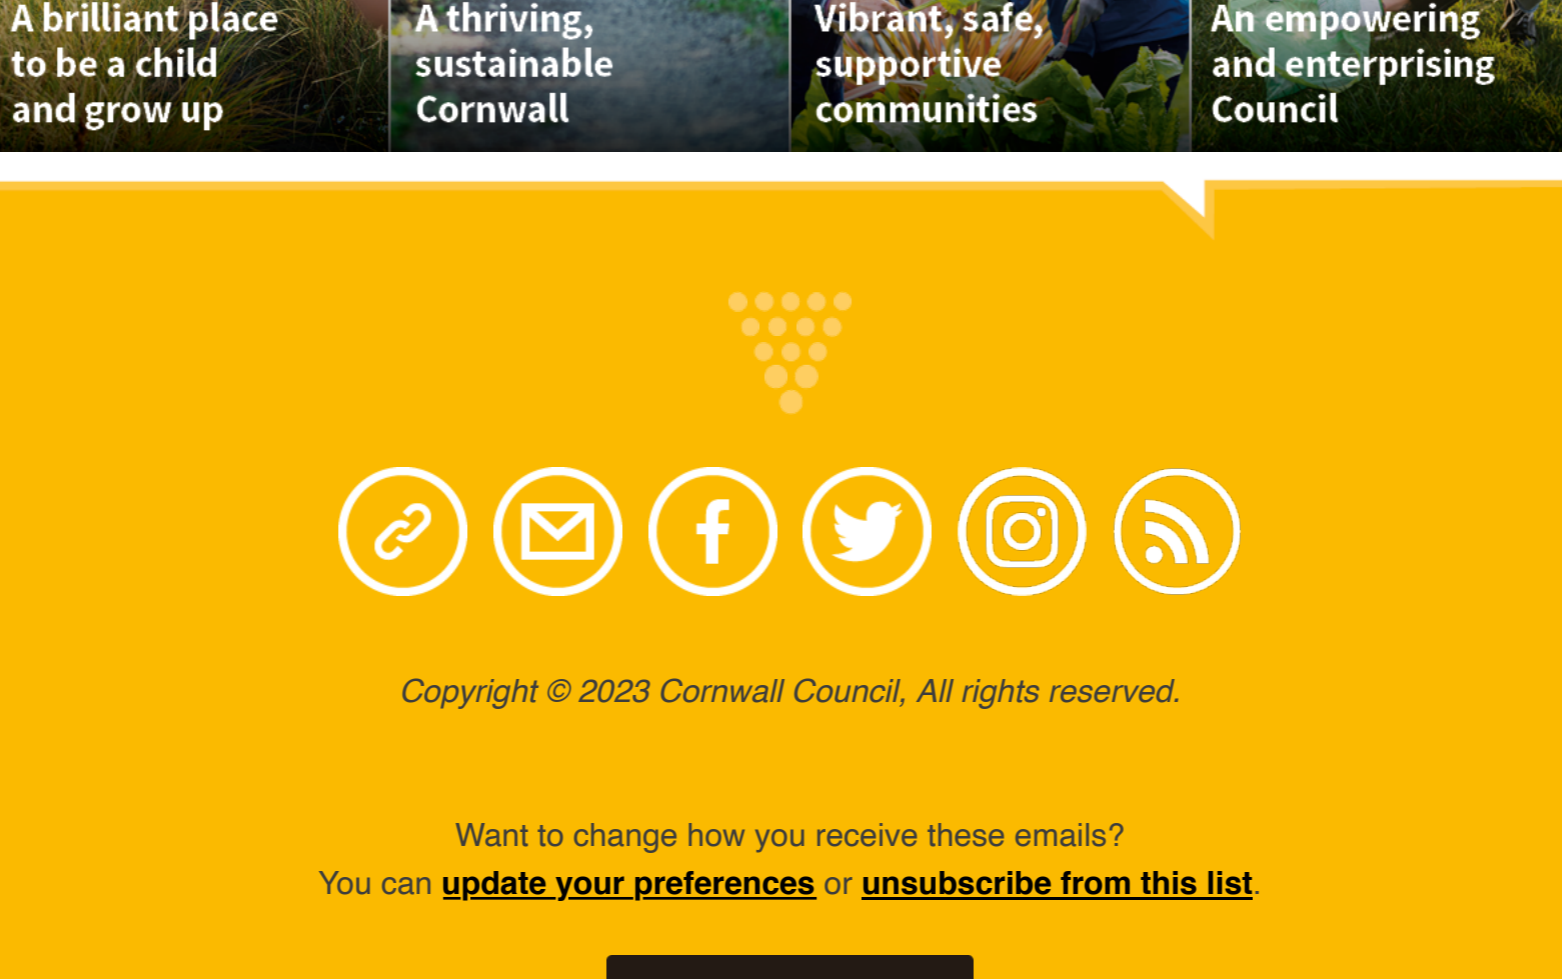 A brilliant place
to be a child
and grow up
A thriving,
sustainable
Cornwall
Vibrant, safe,
supportive
communities
An empowering
and enterprising
Council
Copyright © 2023 Cornwall Council, All rights reserved.
Want to change how you receive these emails?
You can update your preferences or unsubscribe from this list.